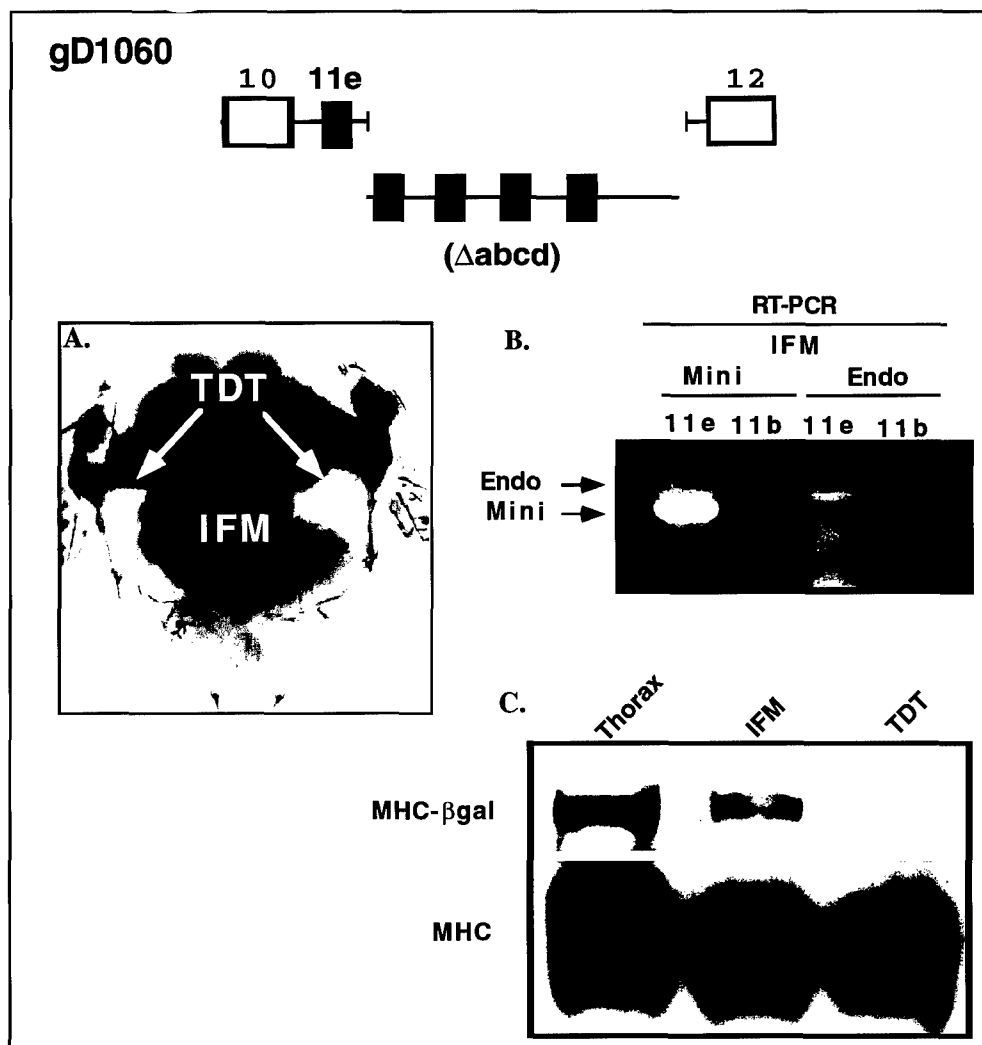 gD1060
10 11e 12
(Δabcd)
A.
TDT
IFM
B.
RT-PCR
IFM
Mini Endo
11e 11b 11e 11b
Endo
Mini
C.
Thorax IFM TDT
MHC-βgal
MHC